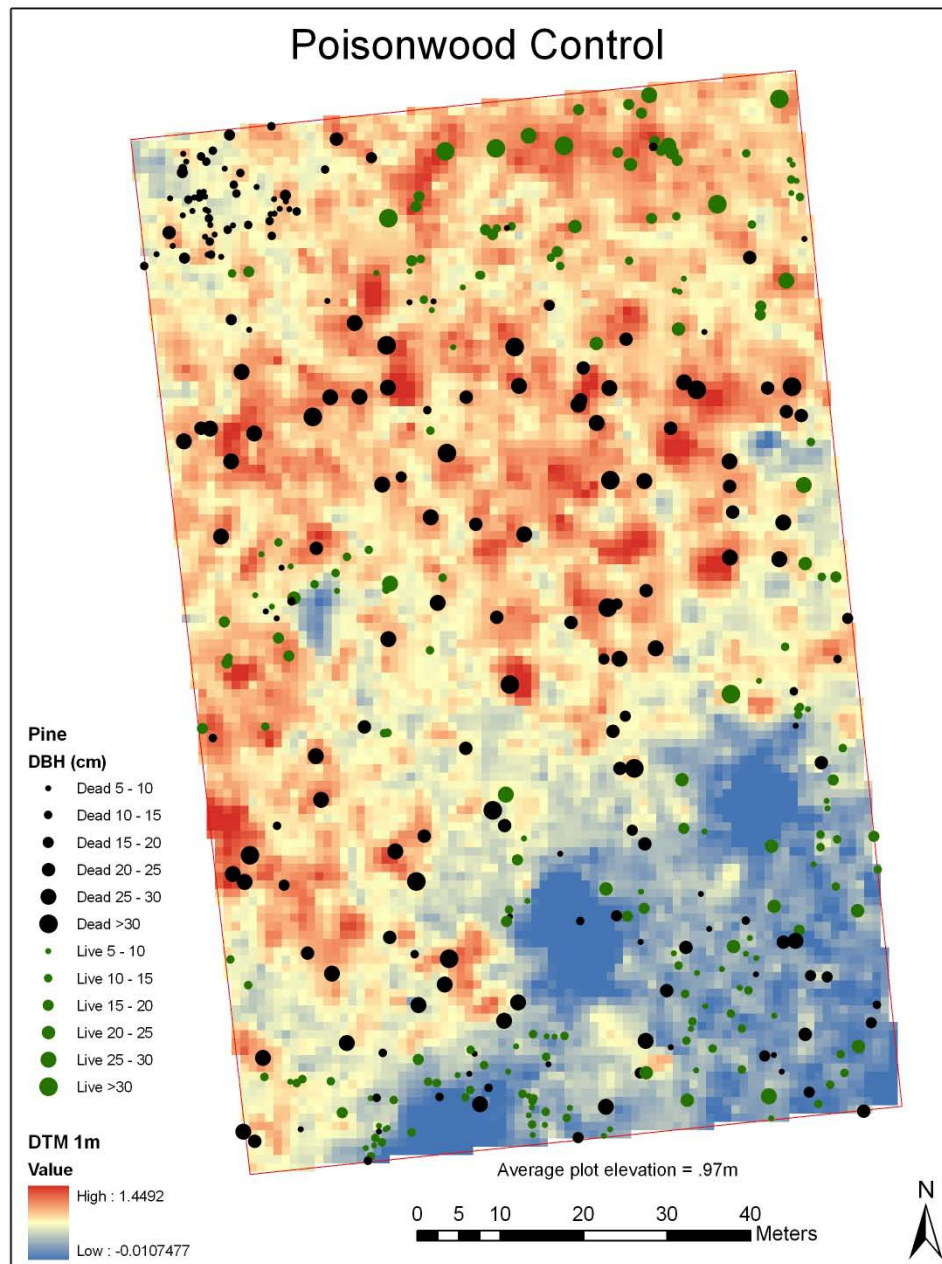 Poisonwood Control
Pine
DBH (cm)
Dead 5 - 10
Dead 10 - 15
Dead 15 - 20
Dead 20 - 25
Dead 25 - 30
Dead >30
Live 5 - 10
Live 10 - 15
Live 15 - 20
Live 20 - 25
Live 25 - 30
Live >30
DTM 1m
Value
High : 1.4492
Low : -0.0107477
Average plot elevation = .97m
0 5 10 20 30 40
Meters
N